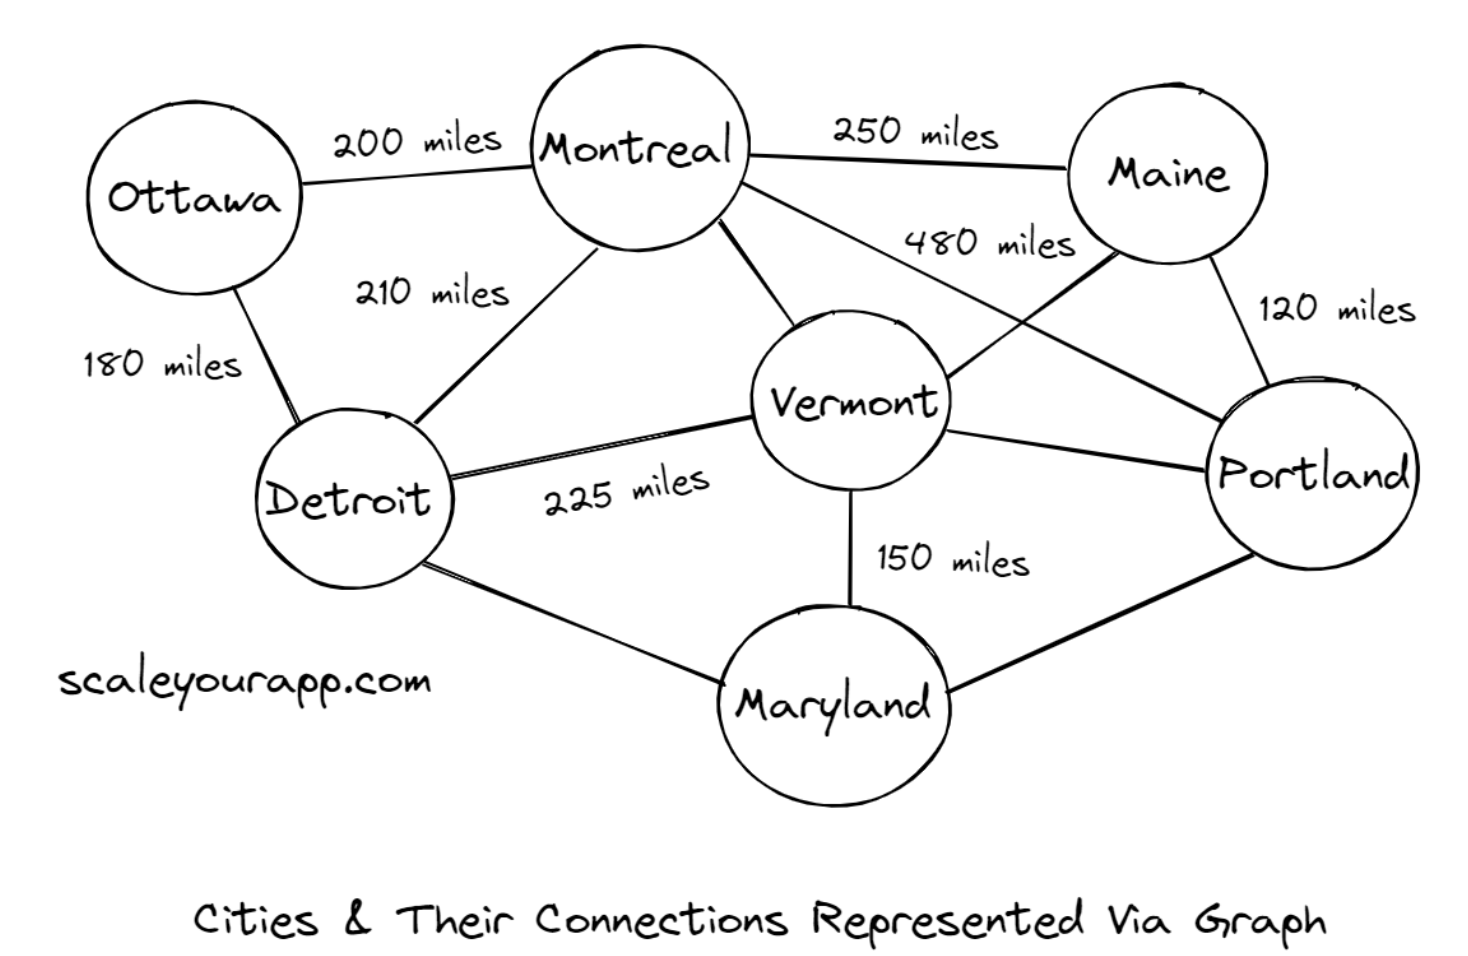 200 miles
Montreal
250 miles
Maine
Ottawa
480 miles
210 miles
120 miles
180 miles
Vermont
Portland
Detroit
225 miles
150 miles
scaleyourapp.com
Maryland
Cities & Their Connections Represented Via Graph